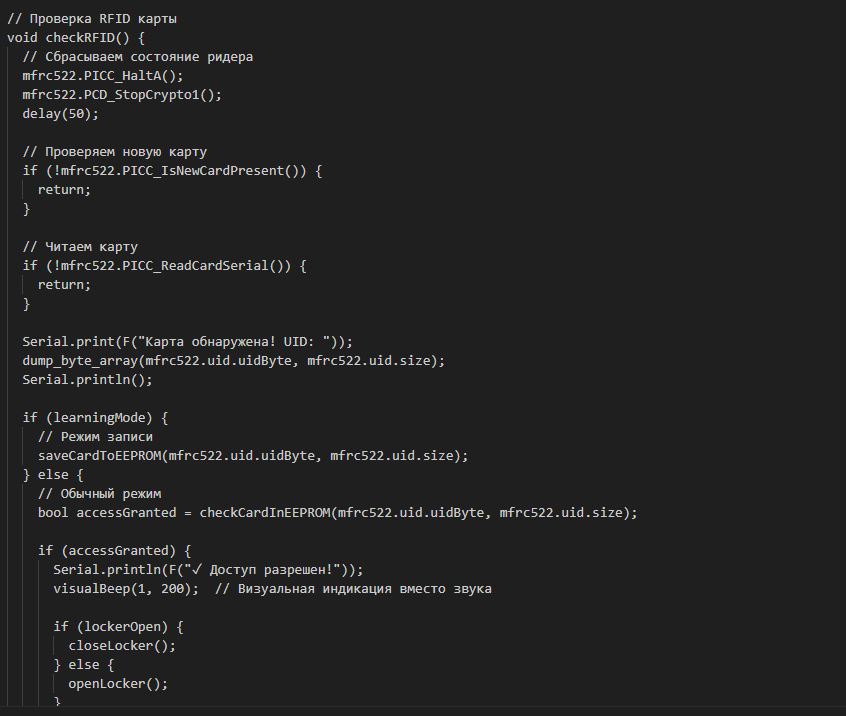 // Проверка RFID карты
void checkRFID() {
  // Сбрасываем состояние ридера
  mfrc522.PICC_HaltA();
  mfrc522.PCD_StopCrypto1();
  delay(50);

  // Проверяем новую карту
  if (!mfrc522.PICC_IsNewCardPresent()) {
    return;
  }

  // Читаем карту
  if (!mfrc522.PICC_ReadCardSerial()) {
    return;
  }

  Serial.print(F("Карта обнаружена! UID: "));
  dump_byte_array(mfrc522.uid.uidByte, mfrc522.uid.size);
  Serial.println();

  if (learningMode) {
    // Режим записи
    saveCardToEEPROM(mfrc522.uid.uidByte, mfrc522.uid.size);
  } else {
    // Обычный режим
    bool accessGranted = checkCardInEEPROM(mfrc522.uid.uidByte, mfrc522.uid.size);

    if (accessGranted) {
      Serial.println(F("✓ Доступ разрешен!"));
      visualBeep(1, 200);  // Визуальная индикация вместо звука

      if (lockerOpen) {
        closeLocker();
      } else {
        openLocker();
      }